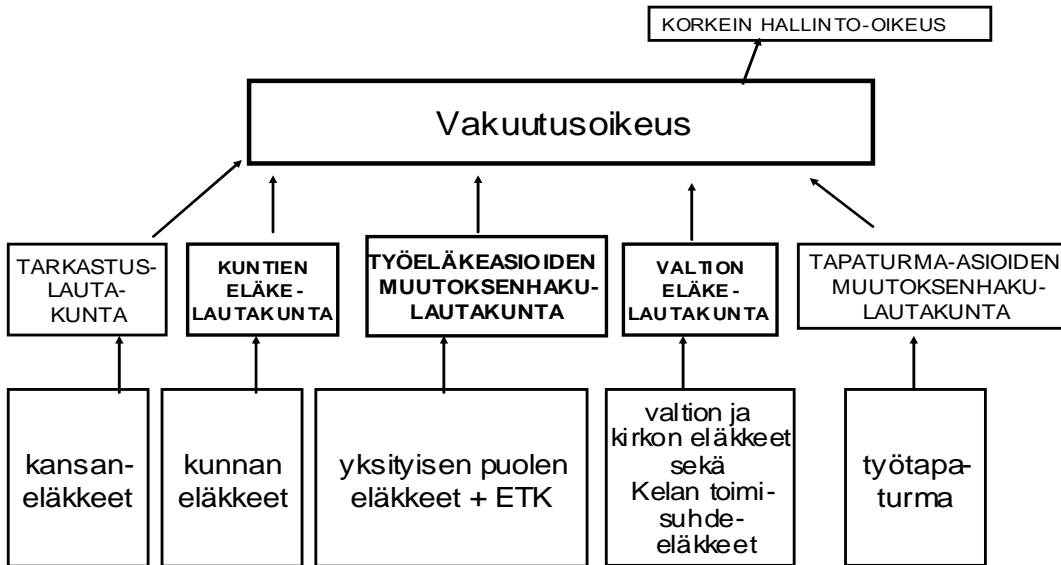 KORKEIN HALLINTO-OIKEUS
Vakuutusoikeus
TARKASTUS-
LAUTA-
KUNTA
KUNTIEN
ELÄKE-
LAUTAKUNTA
TYÖELÄKEASIOIDEN
MUUTOKSENHAKU-
LAUTAKUNTA
VALTION
ELÄKE-
LAUTAKUNTA
TAPATURMA-ASIOIDEN
MUUTOKSENHAKU-
LAUTAKUNTA
kansan-
eläkkeet
kunnan
eläkkeet
yksityisen puolen
eläkkeet + ETK
valtion ja
kirkon eläkkeet
sekä
Kelan toimi-
suhde-
eläkkeet
työtapa-
turma